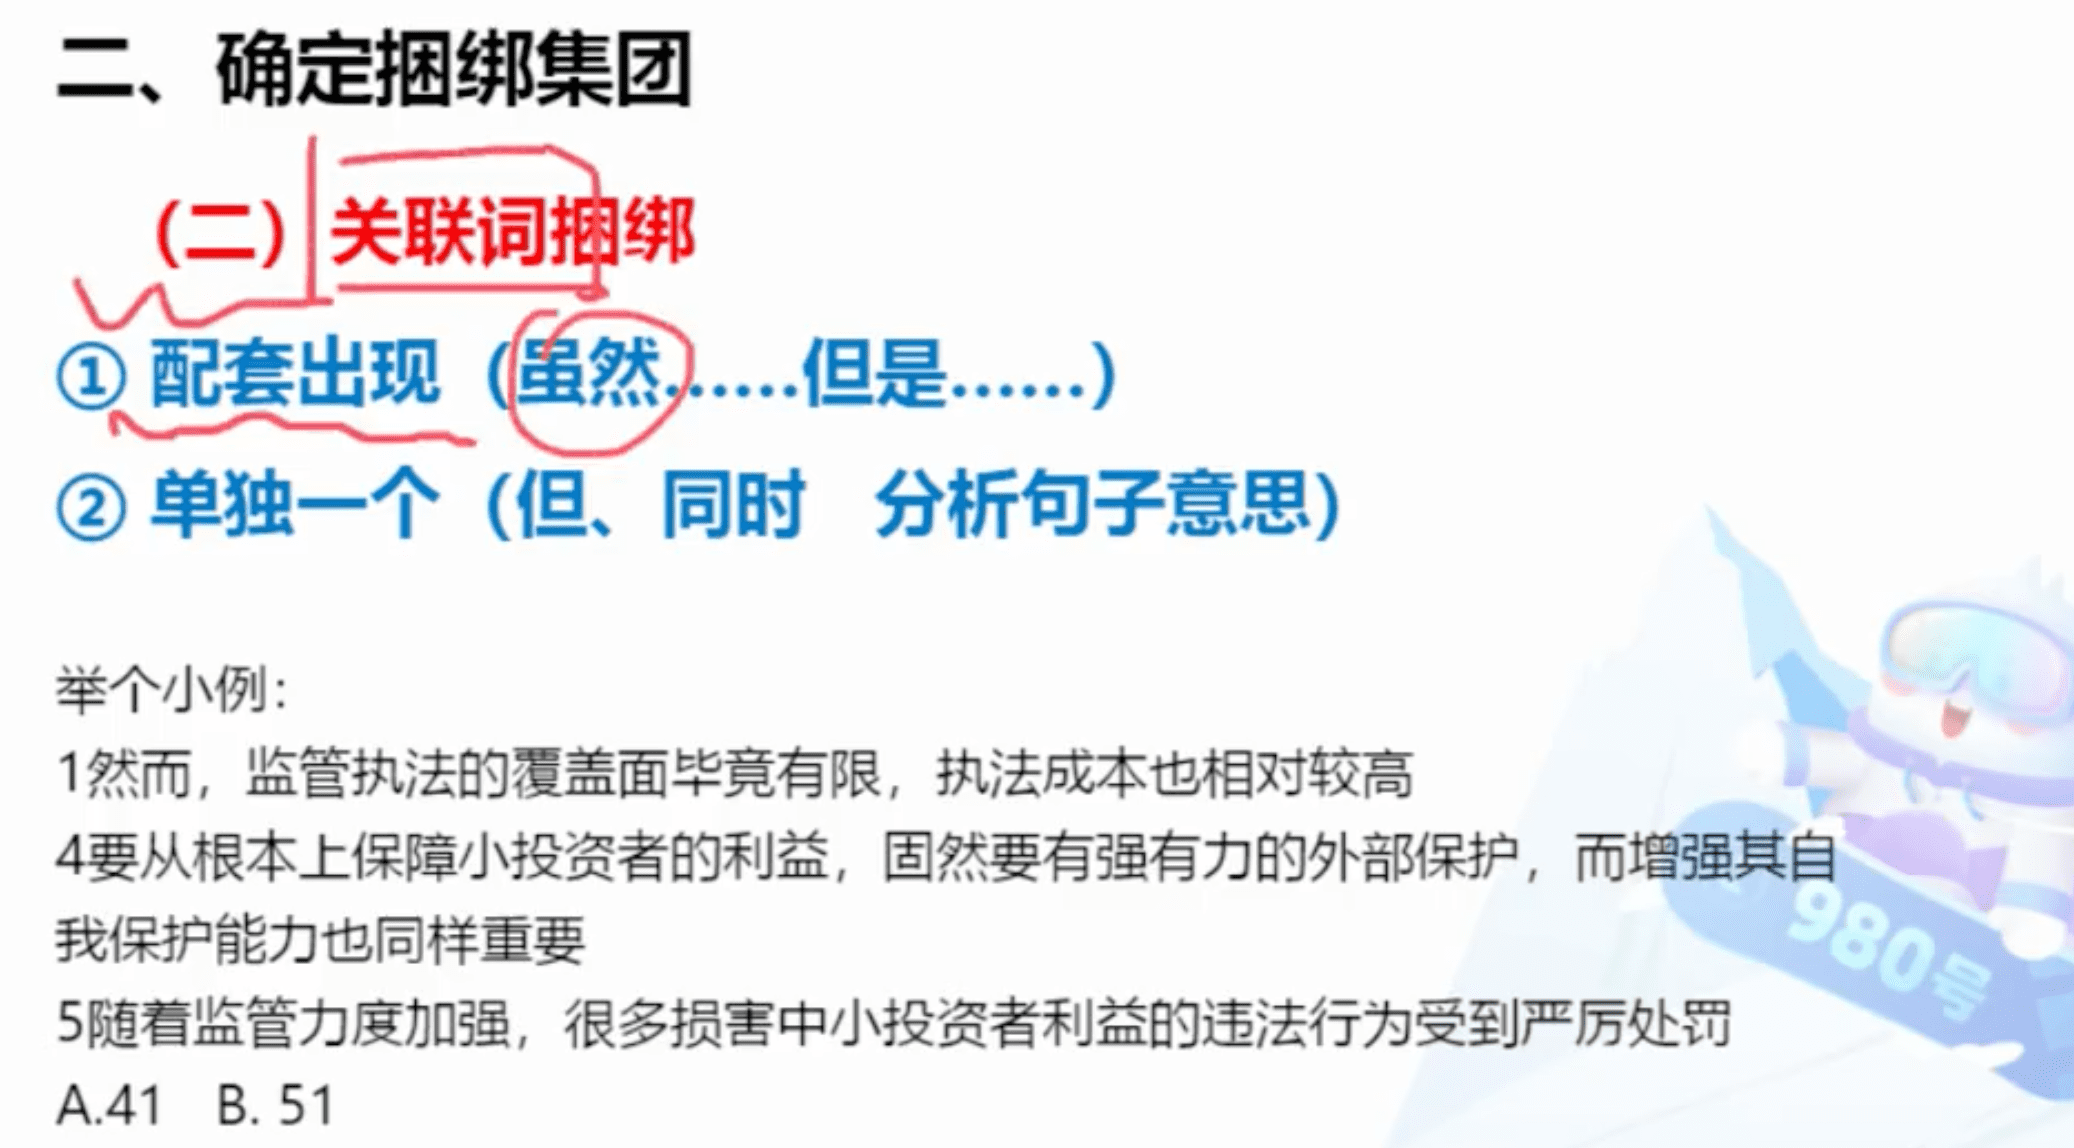 二、确定捆绑集团
（二）关联词捆绑
① 配套出现（虽然……但是……）
② 单独一个（但、同时 分析句子意思）
举个小例：
1然而，监管执法的覆盖面毕竟有限，执法成本也相对较高
4要从根本上保障小投资者的利益，固然要有强有力的外部保护，而增强其自
我保护能力也同样重要
5随着监管力度加强，很多损害中小投资者利益的违法行为受到严厉处罚
A.41 B. 51
980号